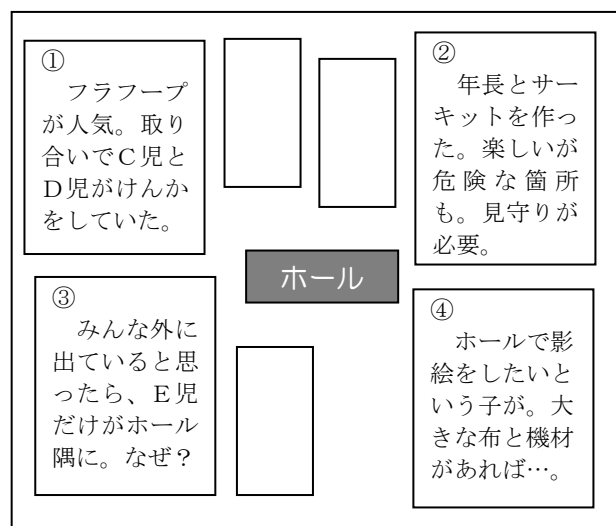 ①
フラフープ
が人気。取り
合いでＣ児と
Ｄ児がけんか
をしていた。
②
年長とサー
キットを作っ
た。楽しいが
危険な箇所
も。見守りが
必要。
ホール
③
みんな外に
出ていると思
ったら、Ｅ児
だけがホール
隅に。なぜ？
④
ホールで影
絵をしたいと
いう子が。大
きな布と機材
があれば…。